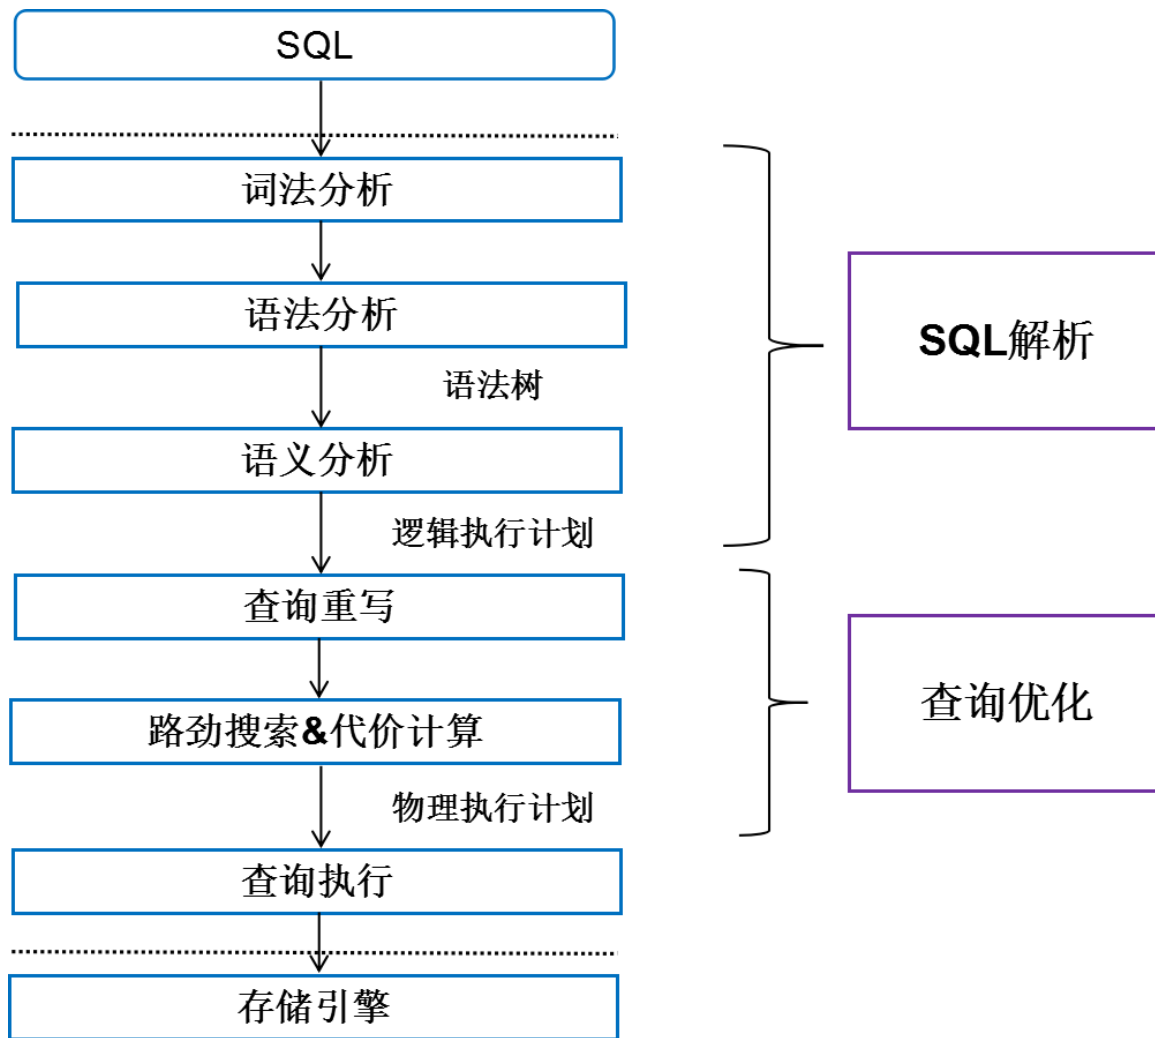 SQL
词法分析
语法分析
语法树
语义分析
逻辑执行计划
查询重写
路劲搜索&代价计算
物理执行计划
查询执行
存储引擎
SQL解析
查询优化